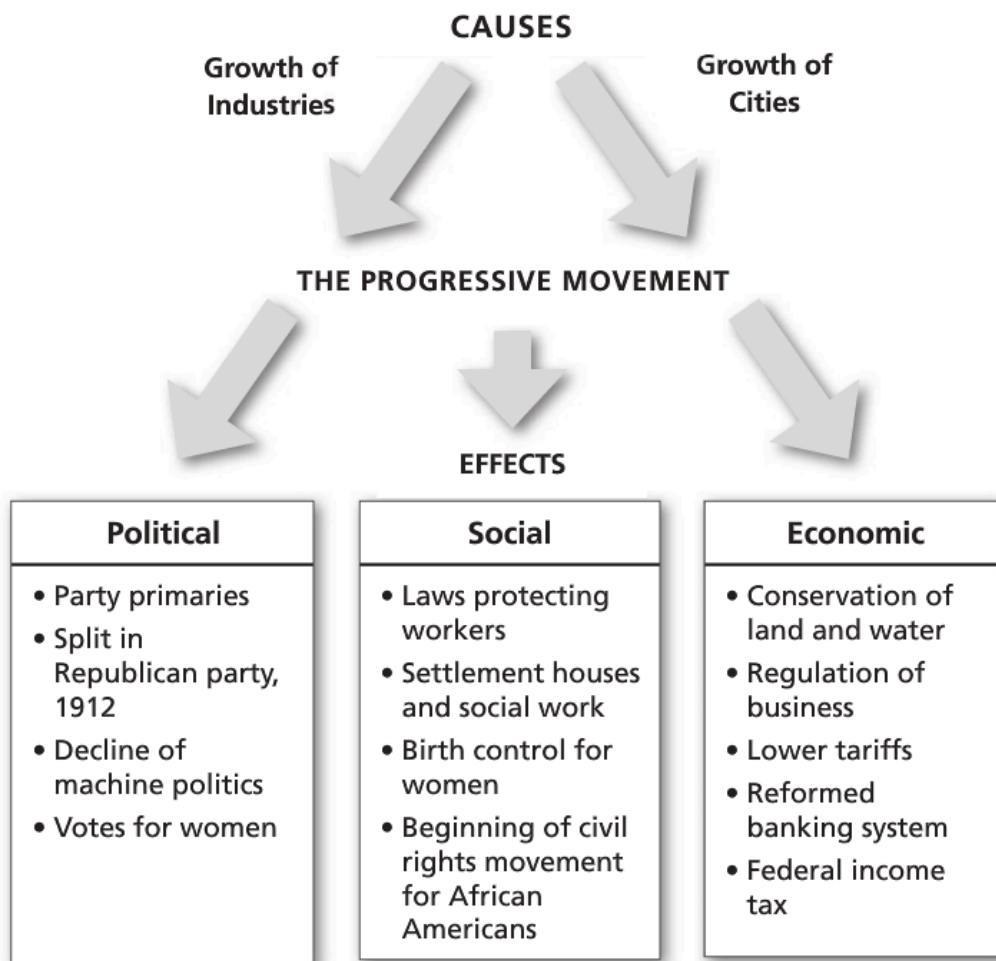 CAUSES
Growth of
Industries
Growth of
Cities
THE PROGRESSIVE MOVEMENT
EFFECTS
Political
• Party primaries
• Split in
Republican party,
1912
• Decline of
machine politics
• Votes for women
Social
• Laws protecting
workers
• Settlement houses
and social work
• Birth control for
women
• Beginning of civil
rights movement
for African
Americans
Economic
• Conservation of
land and water
• Regulation of
business
• Lower tariffs
• Reformed
banking system
• Federal income
tax